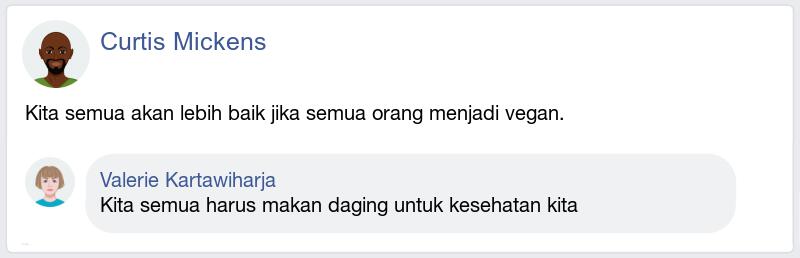 Curtis Mickens
Kita semua akan lebih baik jika semua orang menjadi vegan.
Valerie Kartawiharja
Kita semua harus makan daging untuk kesehatan kita